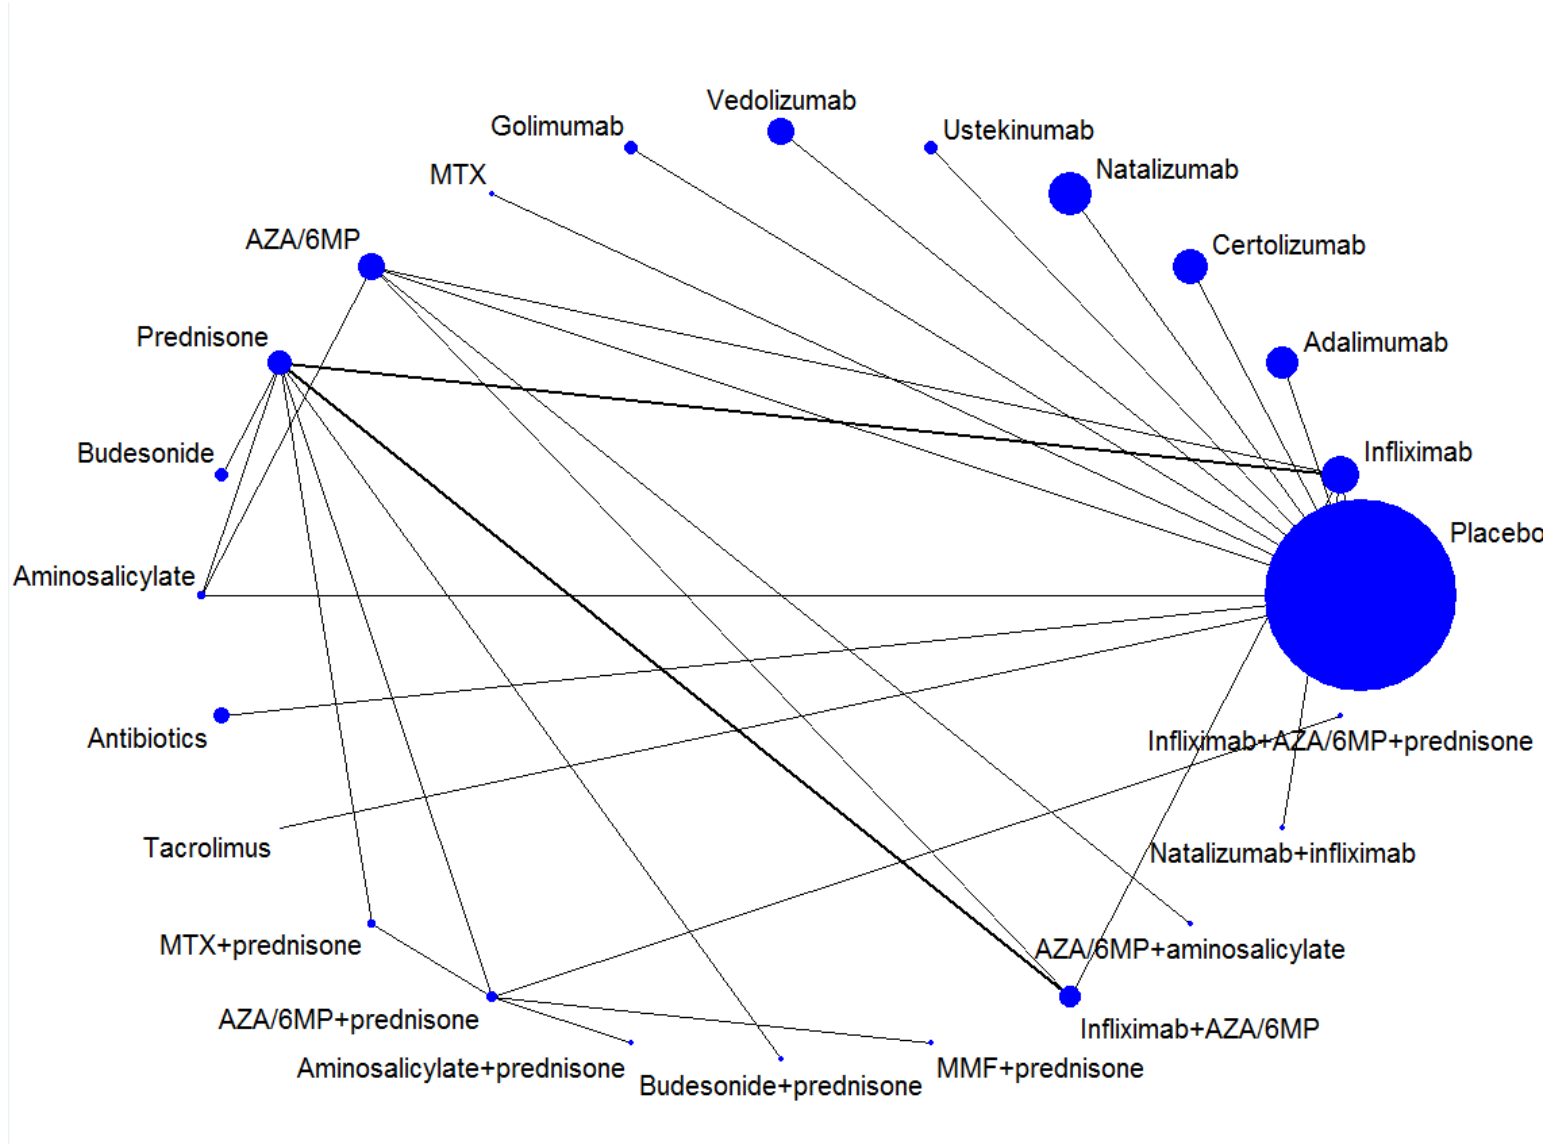 Vedolizumab
Golimumab
Ustekinumab
MTX
Natalizumab
AZA/6MP
Certolizumab
Prednisone
Adalimumab
Budesonide
Infliximab
Placebo
Aminosalicylate
Antibiotics
Infliximab+AZA/6MP+prednisone
Tacrolimus
Natalizumab+infliximab
MTX+prednisone
AZA/6MP+aminosalicylate
AZA/6MP+prednisone
Infliximab+AZA/6MP
Aminosalicylate+prednisone
MMF+prednisone
Budesonide+prednisone